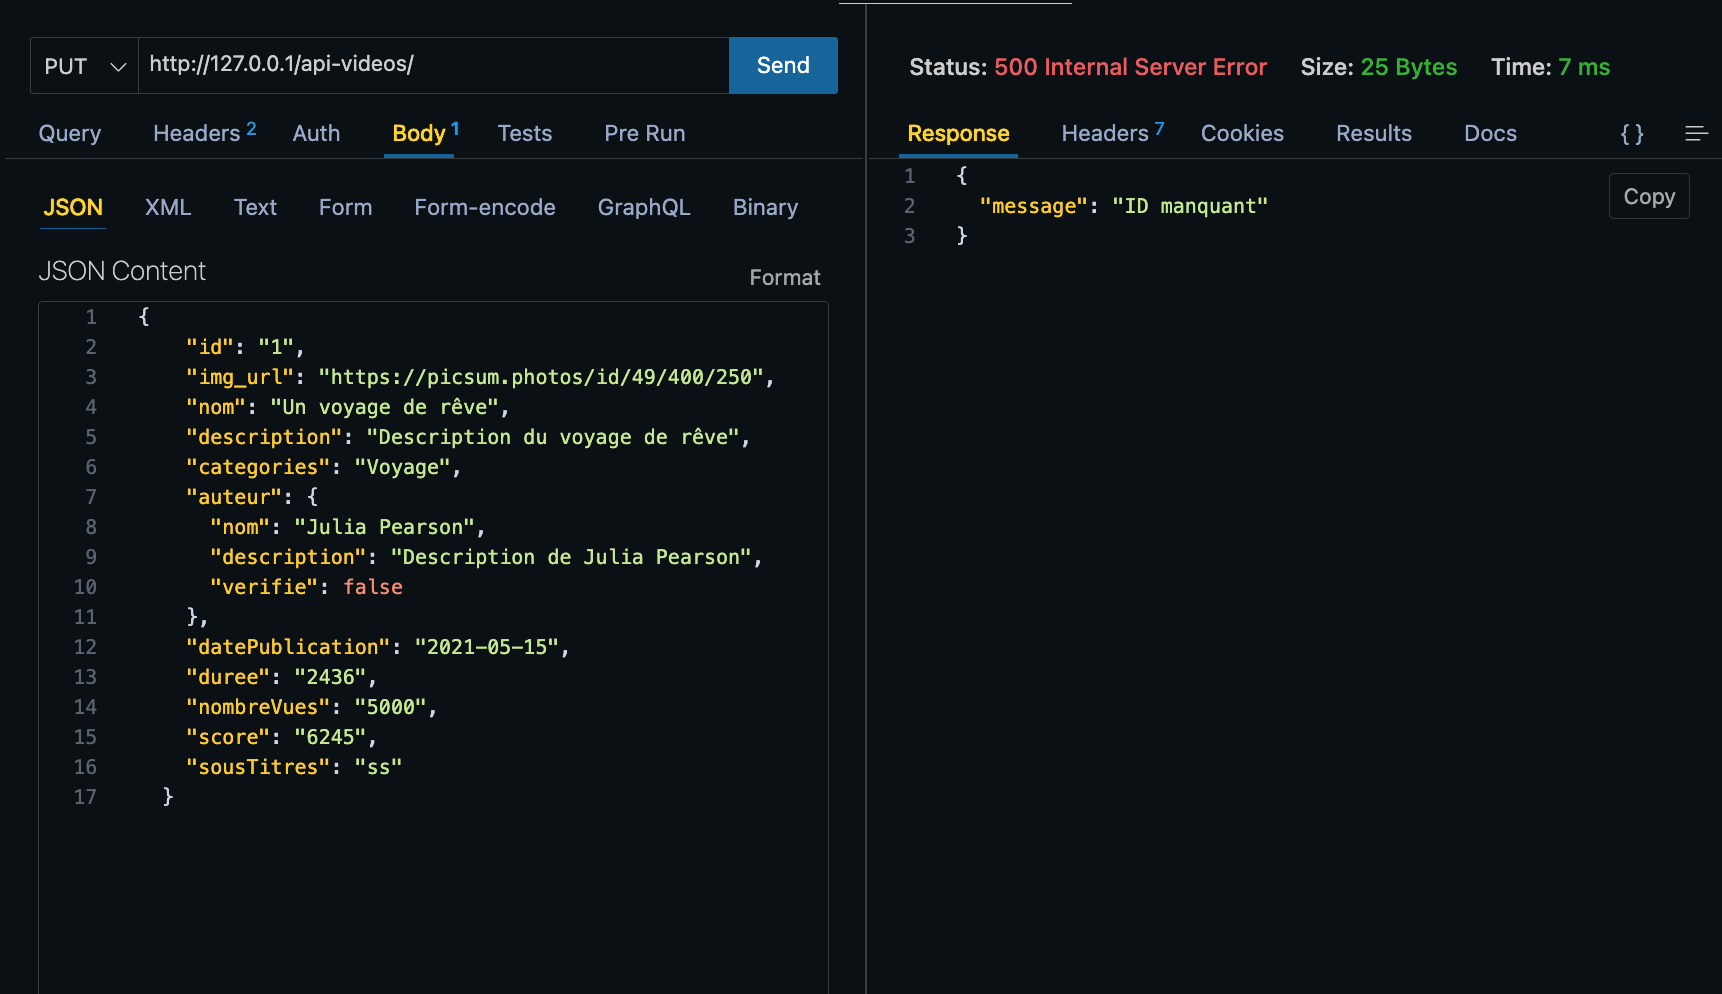 PUT http://127.0.0.1/api-videos/ Send
Query Headers 2 Auth Body 1 Tests Pre Run
JSON XML Text Form Form-encode GraphQL Binary
JSON Content Format
1 {
2 "id": "1",
3 "img_url": "https://picsum.photos/id/49/400/250",
4 "nom": "Un voyage de rêve",
5 "description": "Description du voyage de rêve",
6 "categories": "Voyage",
7 "auteur": {
8 "nom": "Julia Pearson",
9 "description": "Description de Julia Pearson",
10 "verifie": false
11 },
12 "datePublication": "2021-05-15",
13 "duree": "2436",
14 "nombreVues": "5000",
15 "score": "6245",
16 "sousTitres": "ss"
17 }
Status: 500 Internal Server Error Size: 25 Bytes Time: 7 ms
Response Headers 7 Cookies Results Docs { }
1 {
2 "message": "ID manquant"
3 }
Copy